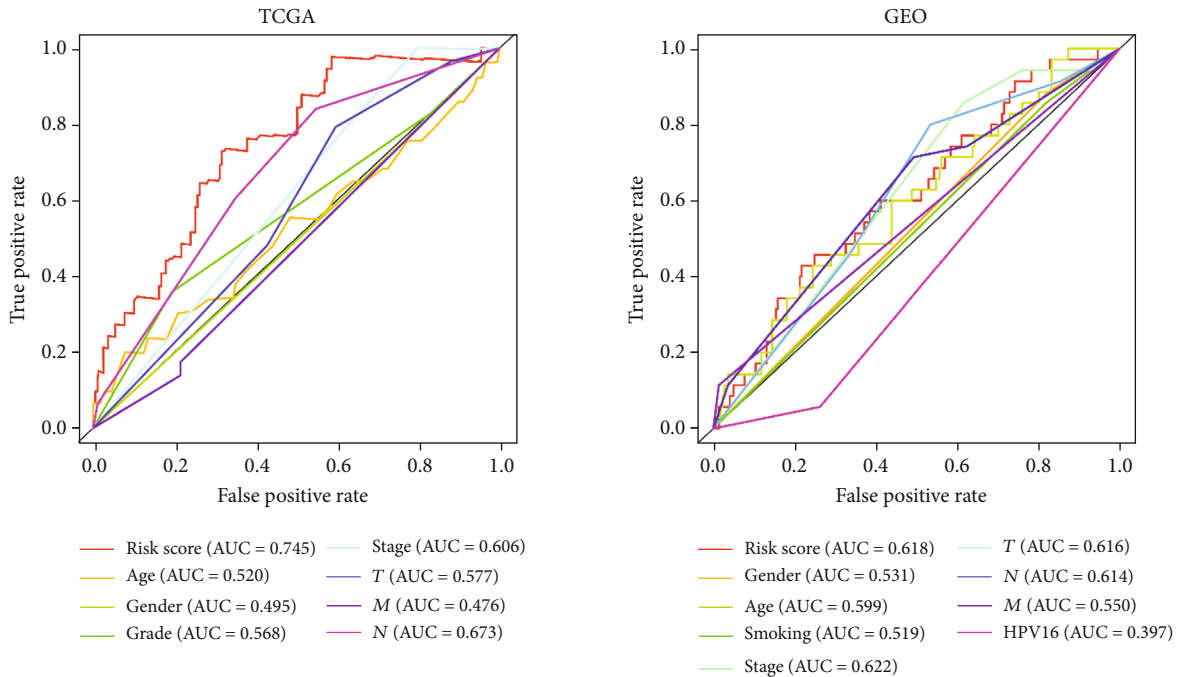 TCGA
1.0
0.8
0.6
0.4
0.2
0.0
True positive rate
0.0 0.2 0.4 0.6 0.8 1.0
False positive rate
Risk score (AUC = 0.745)
Age (AUC = 0.520)
Gender (AUC = 0.495)
Grade (AUC = 0.568)
Stage (AUC = 0.606)
T (AUC = 0.577)
M (AUC = 0.476)
N (AUC = 0.673)
GEO
1.0
0.8
0.6
0.4
0.2
0.0
True positive rate
0.0 0.2 0.4 0.6 0.8 1.0
False positive rate
Risk score (AUC = 0.618)
Gender (AUC = 0.531)
Age (AUC = 0.599)
Smoking (AUC = 0.519)
Stage (AUC = 0.622)
T (AUC = 0.616)
N (AUC = 0.614)
M (AUC = 0.550)
HPV16 (AUC = 0.397)